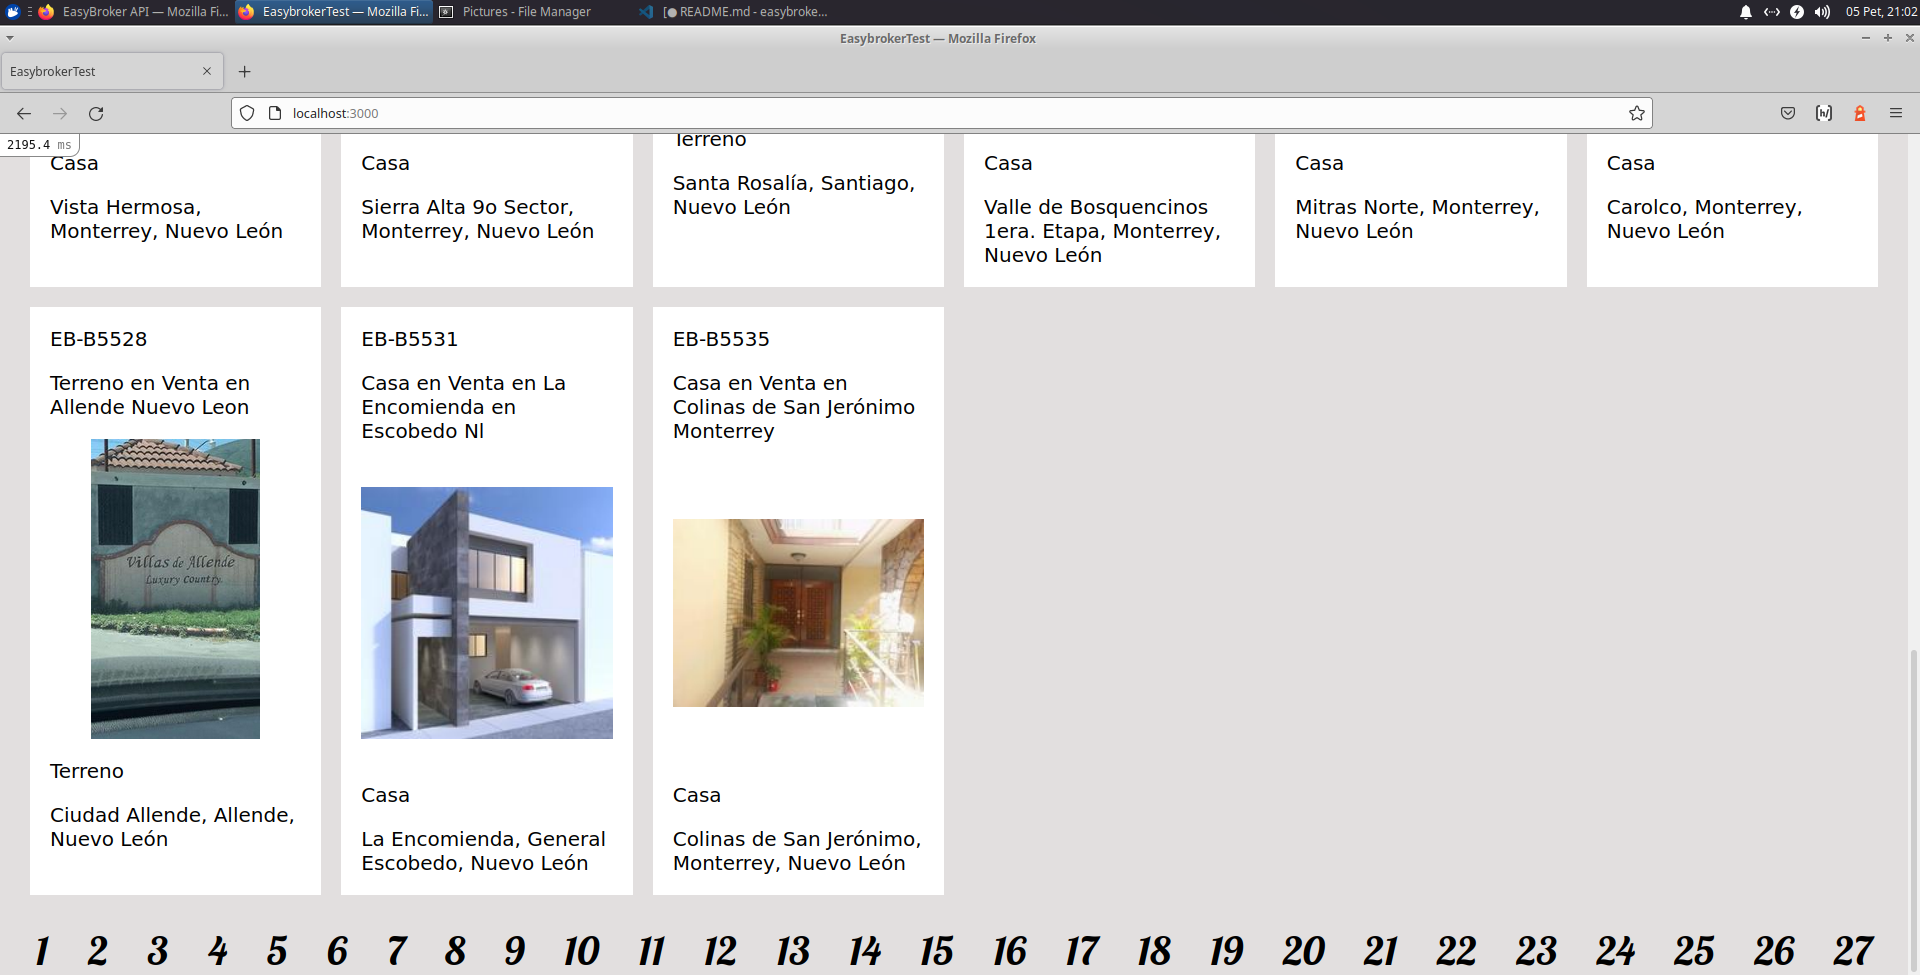 EasyBroker API — Mozilla Fi...
EasybrokerTest — Mozilla Fi...
Pictures - File Manager
[● README.md - easybroke...
05 Pet, 21:02
EasybrokerTest — Mozilla Firefox
EasybrokerTest
localhost:3000
2195.4 ms
Casa
Vista Hermosa,
Monterrey, Nuevo León
Casa
Sierra Alta 9o Sector,
Monterrey, Nuevo León
Terreno
Santa Rosalía, Santiago,
Nuevo León
Casa
Valle de Bosquencinos
1era. Etapa, Monterrey,
Nuevo León
Casa
Mitras Norte, Monterrey,
Nuevo León
Casa
Carolco, Monterrey,
Nuevo León
EB-B5528
Terreno en Venta en
Allende Nuevo Leon
Villas de Allende
Luxury Country.
Terreno
Ciudad Allende, Allende,
Nuevo León
EB-B5531
Casa en Venta en La
Encomienda en
Escobedo Nl
Casa
La Encomienda, General
Escobedo, Nuevo León
EB-B5535
Casa en Venta en
Colinas de San Jerónimo
Monterrey
Casa
Colinas de San Jerónimo,
Monterrey, Nuevo León
1 2 3 4 5 6 7 8 9 10 11 12 13 14 15 16 17 18 19 20 21 22 23 24 25 26 27